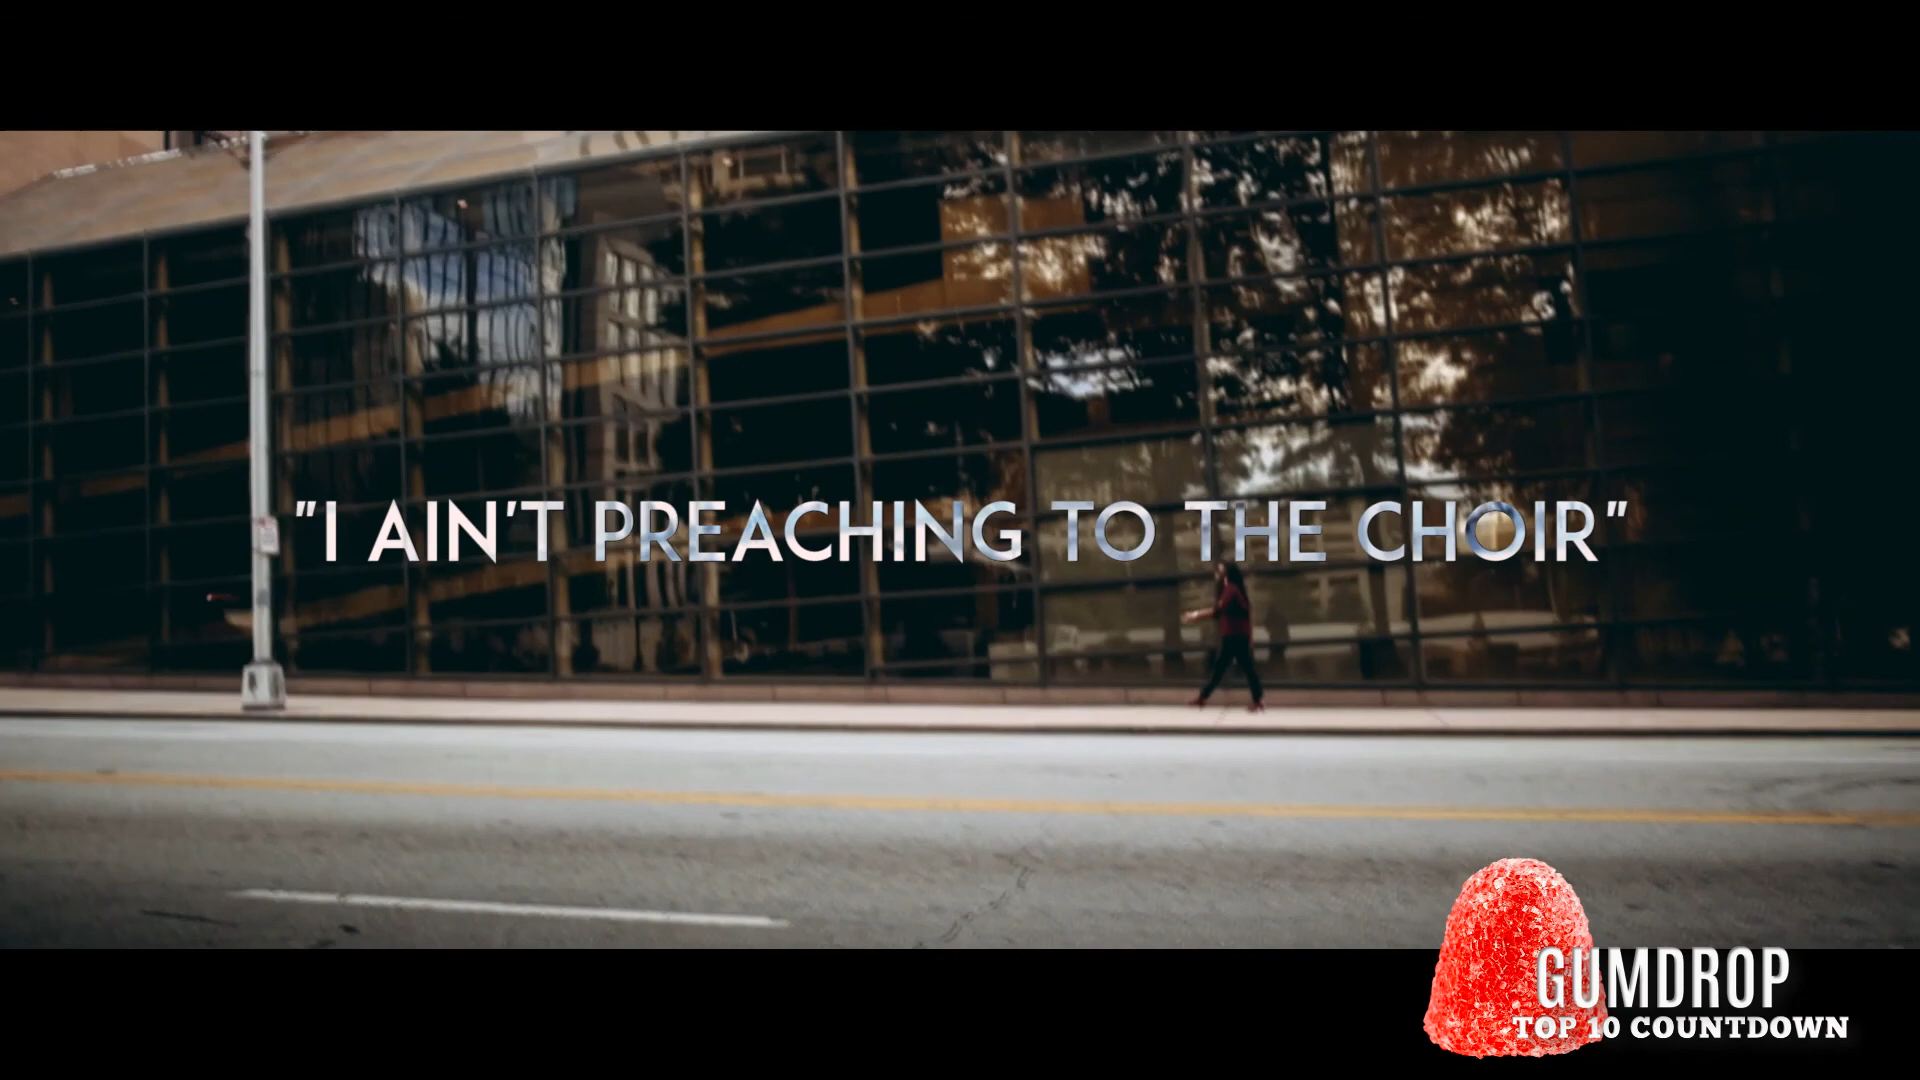 "I AIN'T PREACHING TO THE CHOIR"
GUMDROP
TOP 10 COUNTDOWN